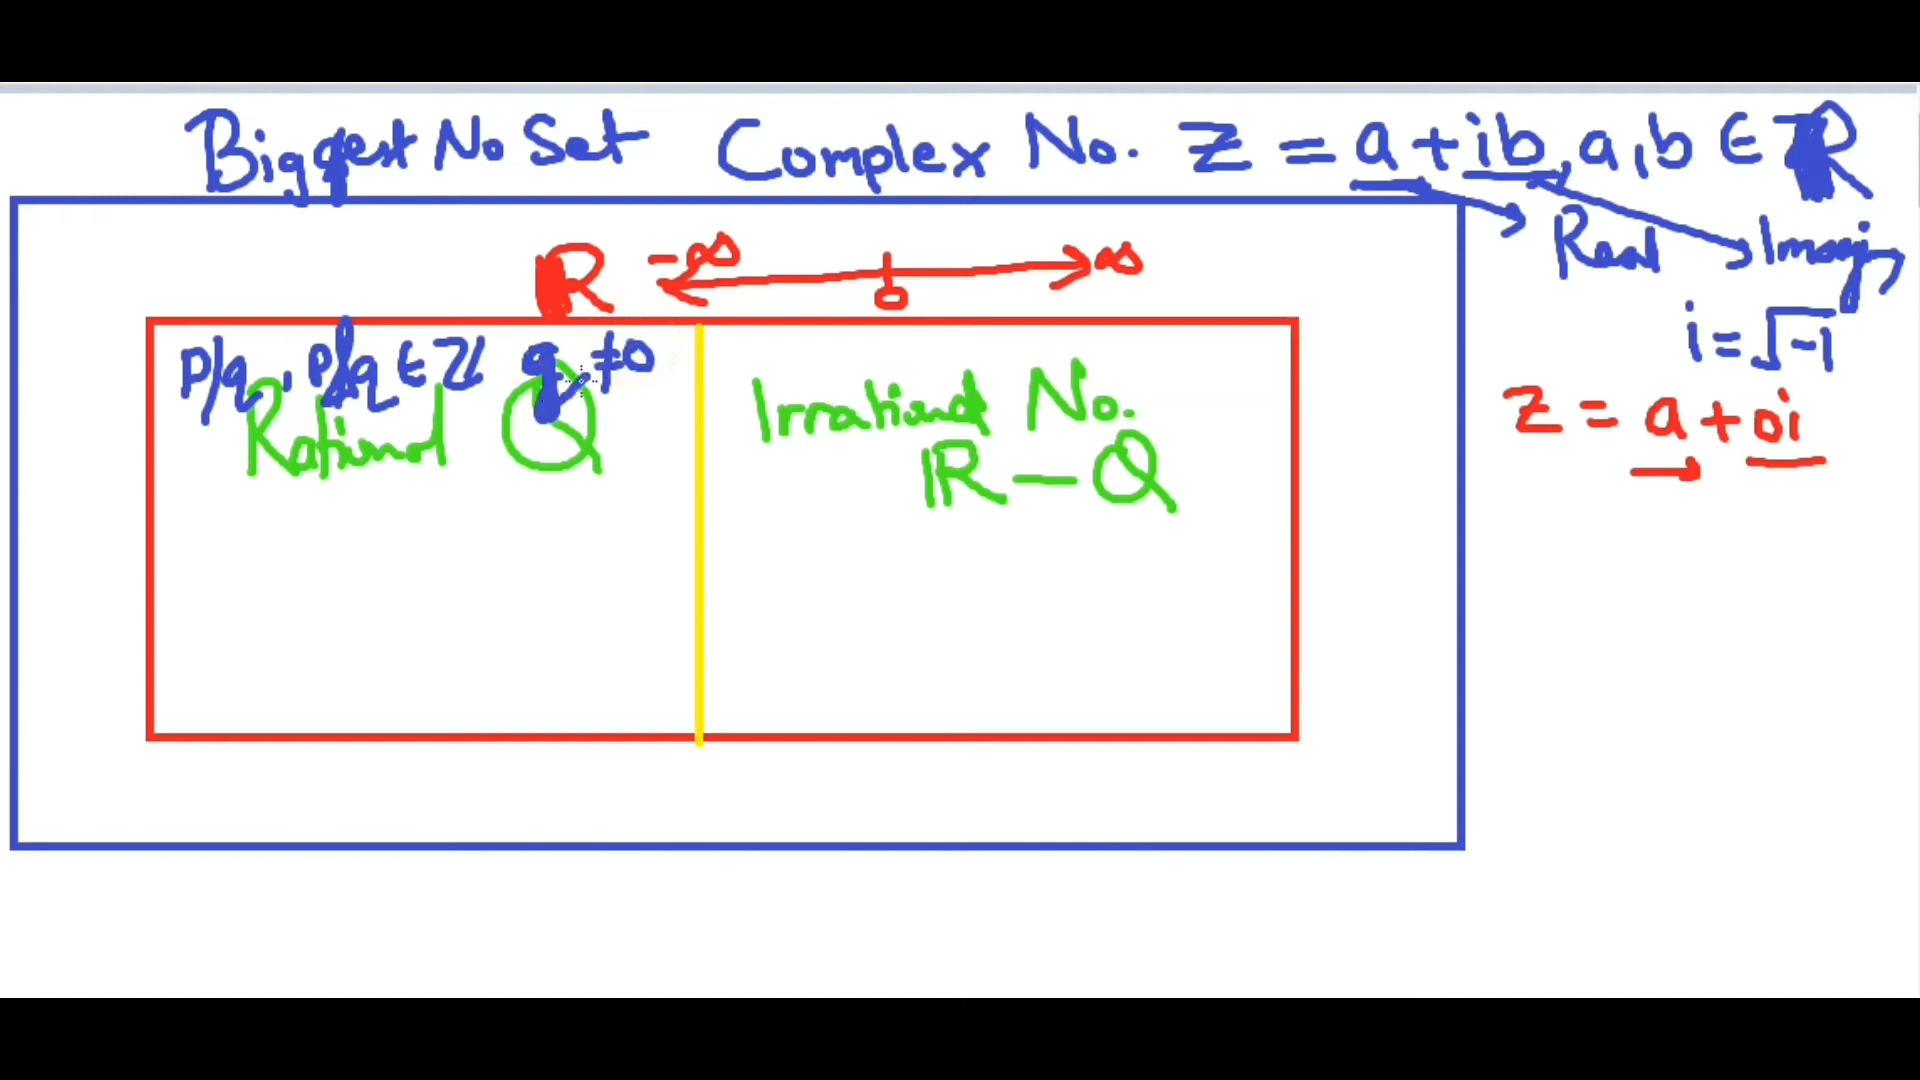 Biggest No Set Complex No. Z = a + ib, a, b ∈ ℝ
Real Imaginary
ℝ -∞ 0 ∞
i = √-1
p/q, p,q ∈ ℤ q ≠ 0
Rational Q
Irrational No.
ℝ - Q
Z = a + 0i